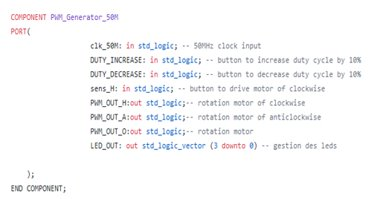 COMPONENT PWM_Generator_50M
PORT(
clk_50M: in std_logic; -- 50MHz clock input
DUTY_INCREASE: in std_logic; -- button to increase duty cycle by 10%
DUTY_DECREASE: in std_logic; -- button to decrease duty cycle by 10%
sens_H: in std_logic; -- button to drive motor of clockwise
PWM_OUT_H:out std_logic;-- rotation motor of clockwise
PWM_OUT_A:out std_logic;-- rotation motor of anticlockwise
PWM_OUT_O:out std_logic;-- rotation motor
LED_OUT: out std_logic_vector (3 downto 0) -- gestion des leds
);
END COMPONENT;